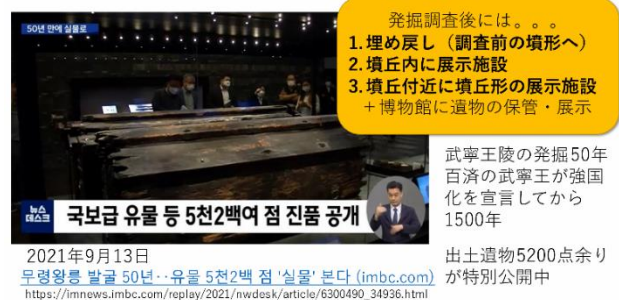 50년 만에 실물로
発掘調査後には。。。
1.埋め戻し（調査前の墳形へ）
2.墳丘内に展示施設
3.墳丘付近に墳丘形の展示施設
＋博物館に遺物の保管・展示
武寧王陵の発掘50年
百済の武寧王が強国
化を宣言してから
1500年
出土遺物5200点余り
が特別公開中
뉴스
데스크
국보급 유물 등 5천2백여 점 진품 공개
2021年9月13日
무령왕릉 발굴 50년‥유물 5천2백 점 '실물' 본다 (imbc.com)
https://imnews.imbc.com/replay/2021/nwdesk/article/6300490_34936.html